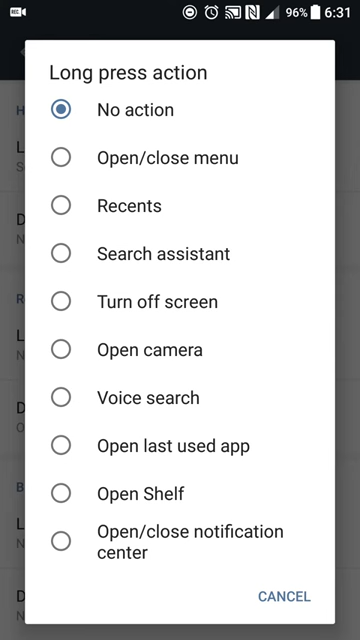 REC
96% 6:31
Long press action
No action
Open/close menu
Recents
Search assistant
Turn off screen
Open camera
Voice search
Open last used app
Open Shelf
Open/close notification
center
CANCEL